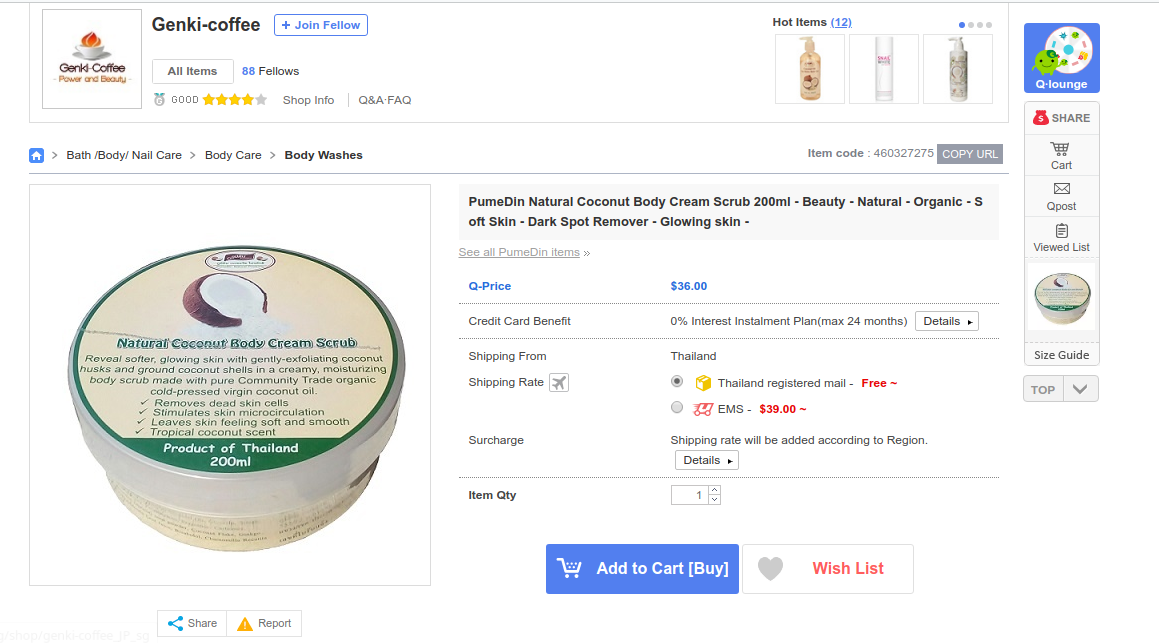 Genki-coffee
+ Join Fellow
Genki-Coffee
- Power and Beauty -
All Items
88 Fellows
GOOD
Shop Info
Q&A·FAQ
Hot Items (12)
Q·lounge
SHARE
Cart
Qpost
Viewed List
Size Guide
TOP
> Bath /Body/ Nail Care > Body Care > Body Washes
Item code : 460327275 COPY URL
PumeDin Natural Coconut Body Cream Scrub 200ml - Beauty - Natural - Organic - S
oft Skin - Dark Spot Remover - Glowing skin -
See all PumeDin items »
Q-Price $36.00
Credit Card Benefit 0% Interest Instalment Plan(max 24 months) Details ▸
Shipping From Thailand
Shipping Rate Thailand registered mail - Free ~
EMS - $39.00 ~
Surcharge Shipping rate will be added according to Region.
Details ▸
Item Qty 1
Add to Cart [Buy]
Wish List
Natural Coconut Body Cream Scrub
Reveal softer, glowing skin with gently-exfoliating coconut
husks and ground coconut shells in a creamy, moisturizing
body scrub made with pure Community Trade organic
cold-pressed virgin coconut oil.
✓ Removes dead skin cells
✓ Stimulates skin microcirculation
✓ Leaves skin feeling soft and smooth
✓ Tropical coconut scent
Product of Thailand
200ml
Share
Report
g/shop/genki-coffee_JP_sg